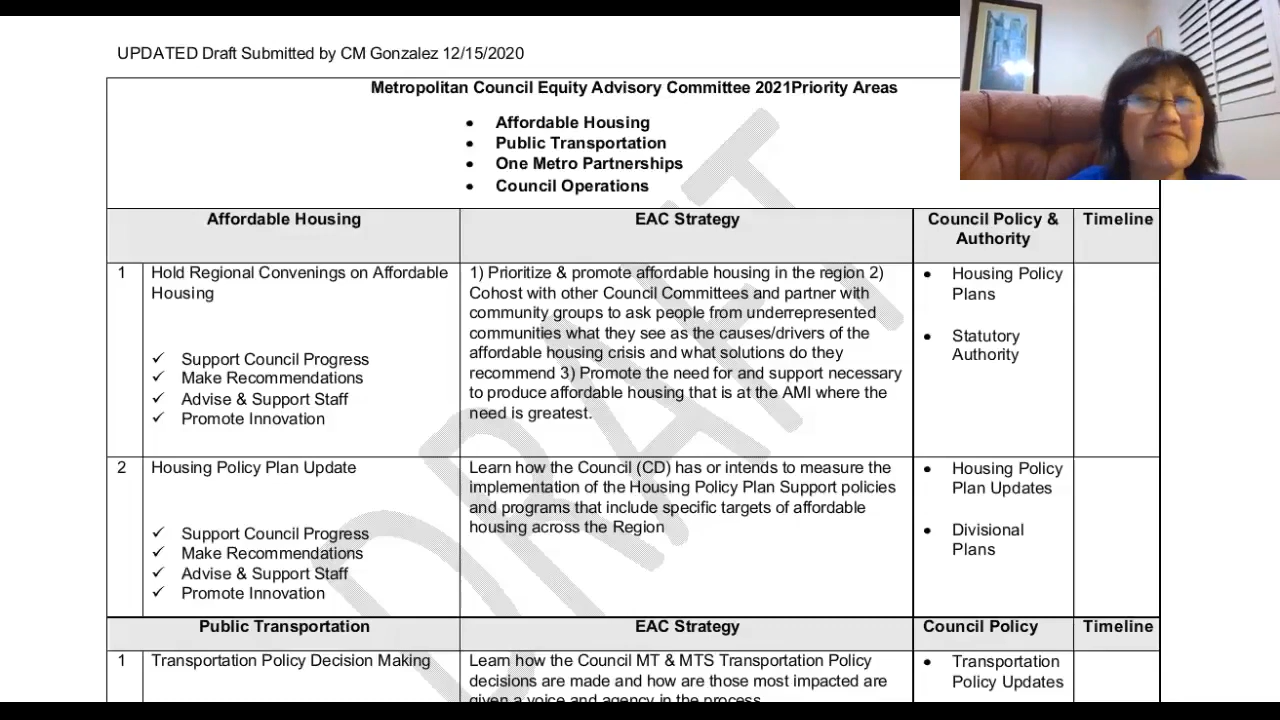 UPDATED Draft Submitted by CM Gonzalez 12/15/2020
Metropolitan Council Equity Advisory Committee 2021Priority Areas
• Affordable Housing
• Public Transportation
• One Metro Partnerships
• Council Operations
Affordable Housing
EAC Strategy
Council Policy &
Authority
Timeline
1
Hold Regional Convenings on Affordable
Housing
✓ Support Council Progress
✓ Make Recommendations
✓ Advise & Support Staff
✓ Promote Innovation
1) Prioritize & promote affordable housing in the region 2)
Cohost with other Council Committees and partner with
community groups to ask people from underrepresented
communities what they see as the causes/drivers of the
affordable housing crisis and what solutions do they
recommend 3) Promote the need for and support necessary
to produce affordable housing that is at the AMI where the
need is greatest.
• Housing Policy
Plans
• Statutory
Authority
2
Housing Policy Plan Update
✓ Support Council Progress
✓ Make Recommendations
✓ Advise & Support Staff
✓ Promote Innovation
Learn how the Council (CD) has or intends to measure the
implementation of the Housing Policy Plan Support policies
and programs that include specific targets of affordable
housing across the Region
• Housing Policy
Plan Updates
• Divisional
Plans
Public Transportation
EAC Strategy
Council Policy
Timeline
1
Transportation Policy Decision Making
Learn how the Council MT & MTS Transportation Policy
decisions are made and how are those most impacted are
given a voice and agency in the process
• Transportation
Policy Updates
DRAFT